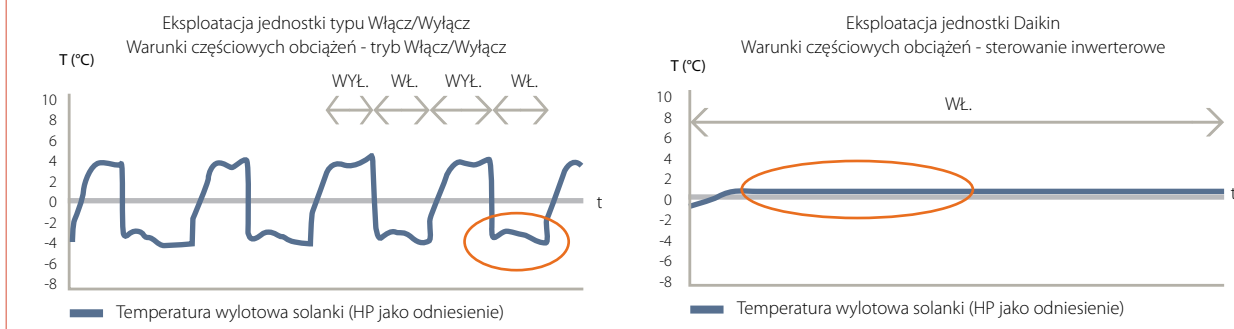 Eksploatacja jednostki typu Włącz/Wyłącz
Warunki częściowych obciążeń - tryb Włącz/Wyłącz
T (°C)
WYŁ. WŁ. WYŁ. WŁ.
10
8
6
4
2
0
-2
-4
-6
-8
t
Temperatura wylotowa solanki (HP jako odniesienie)
Eksploatacja jednostki Daikin
Warunki częściowych obciążeń - sterowanie inwerterowe
T (°C)
WŁ.
10
8
6
4
2
0
-2
-4
-6
-8
t
Temperatura wylotowa solanki (HP jako odniesienie)